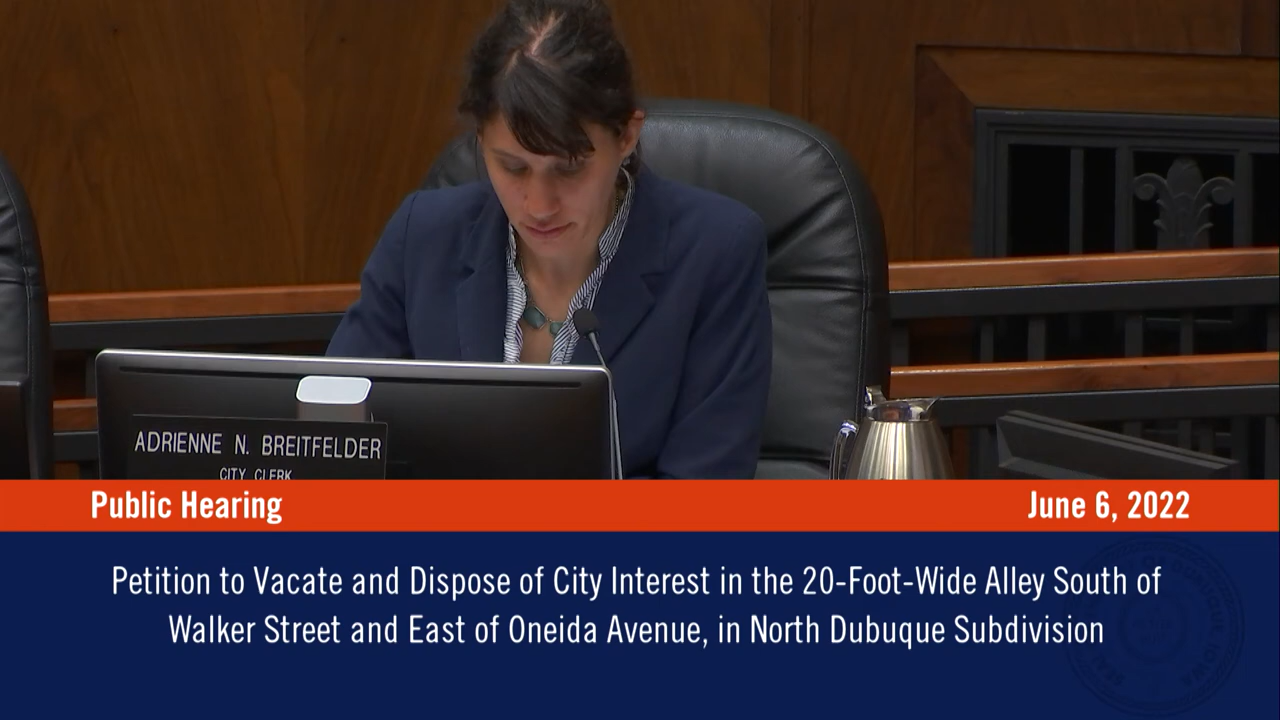 ADRIENNE N. BREITFELDER
CITY CLERK
Public Hearing
June 6, 2022
Petition to Vacate and Dispose of City Interest in the 20-Foot-Wide Alley South of
Walker Street and East of Oneida Avenue, in North Dubuque Subdivision